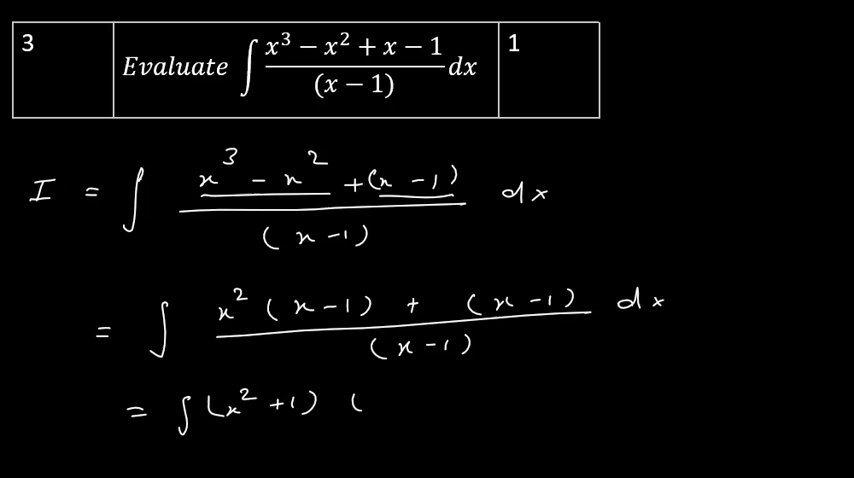 3 Evaluate ∫ (x³ − x² + x − 1)/(x − 1) dx 1
I = ∫ (x³ − x² + (x − 1))/(x − 1) dx
= ∫ (x² (x − 1) + (x − 1))/(x − 1) dx
= ∫ (x² + 1) (